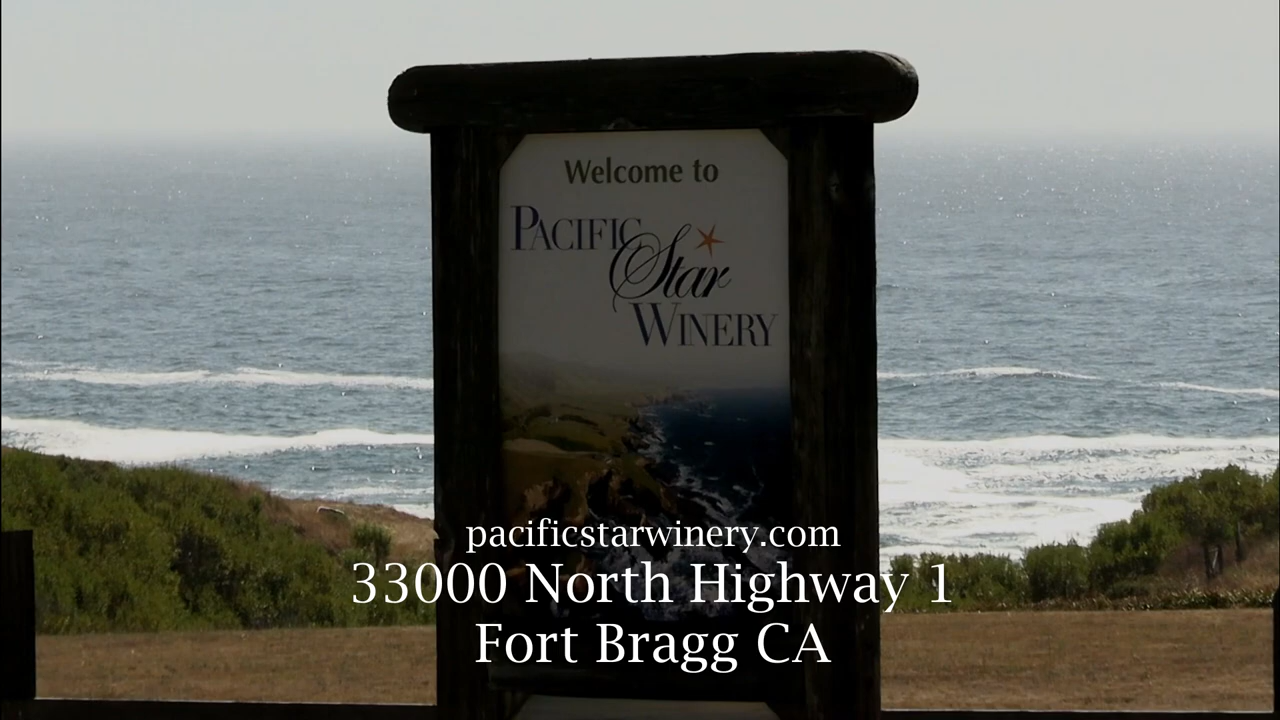 Welcome to
PACIFIC
Star
WINERY
pacificstarwinery.com
33000 North Highway 1
Fort Bragg CA